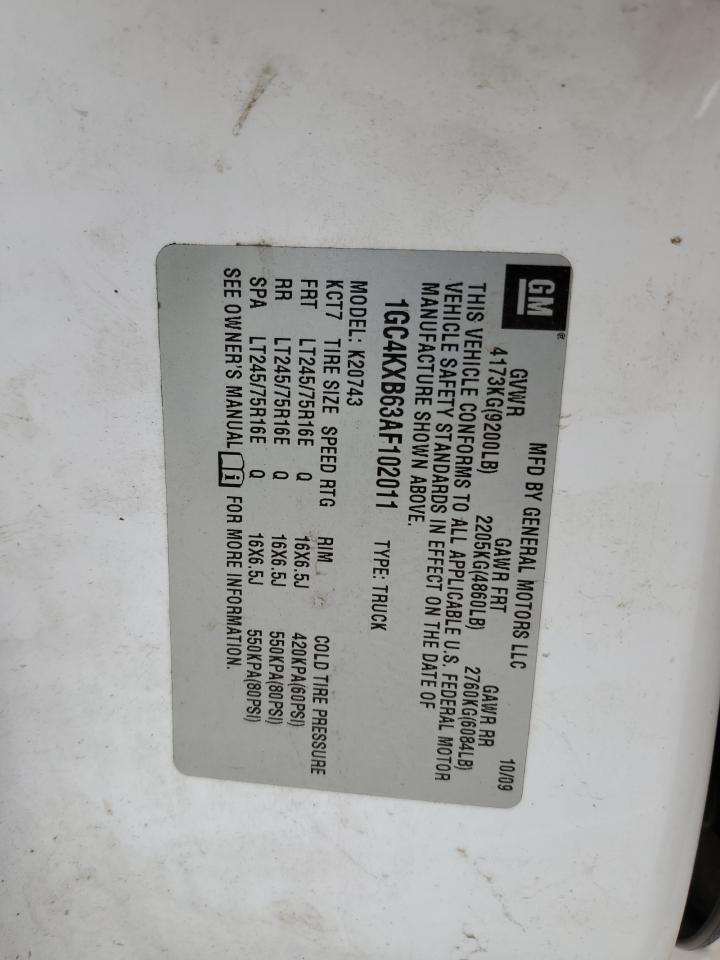 GM®
MFD BY GENERAL MOTORS LLC 10/09
GVWR GAWR FRT GAWR RR
4173KG(9200LB) 2205KG(4860LB) 2760KG(6084LB)
THIS VEHICLE CONFORMS TO ALL APPLICABLE U.S. FEDERAL MOTOR
VEHICLE SAFETY STANDARDS IN EFFECT ON THE DATE OF
MANUFACTURE SHOWN ABOVE.
1GC4KXB63AF102011 TYPE: TRUCK
MODEL: K20743
KCT7 TIRE SIZE SPEED RTG RIM COLD TIRE PRESSURE
FRT LT245/75R16E Q 16X6.5J 420KPA(60PSI)
RR LT245/75R16E Q 16X6.5J 550KPA(80PSI)
SPA LT245/75R16E Q 16X6.5J 550KPA(80PSI)
SEE OWNER'S MANUAL i FOR MORE INFORMATION.